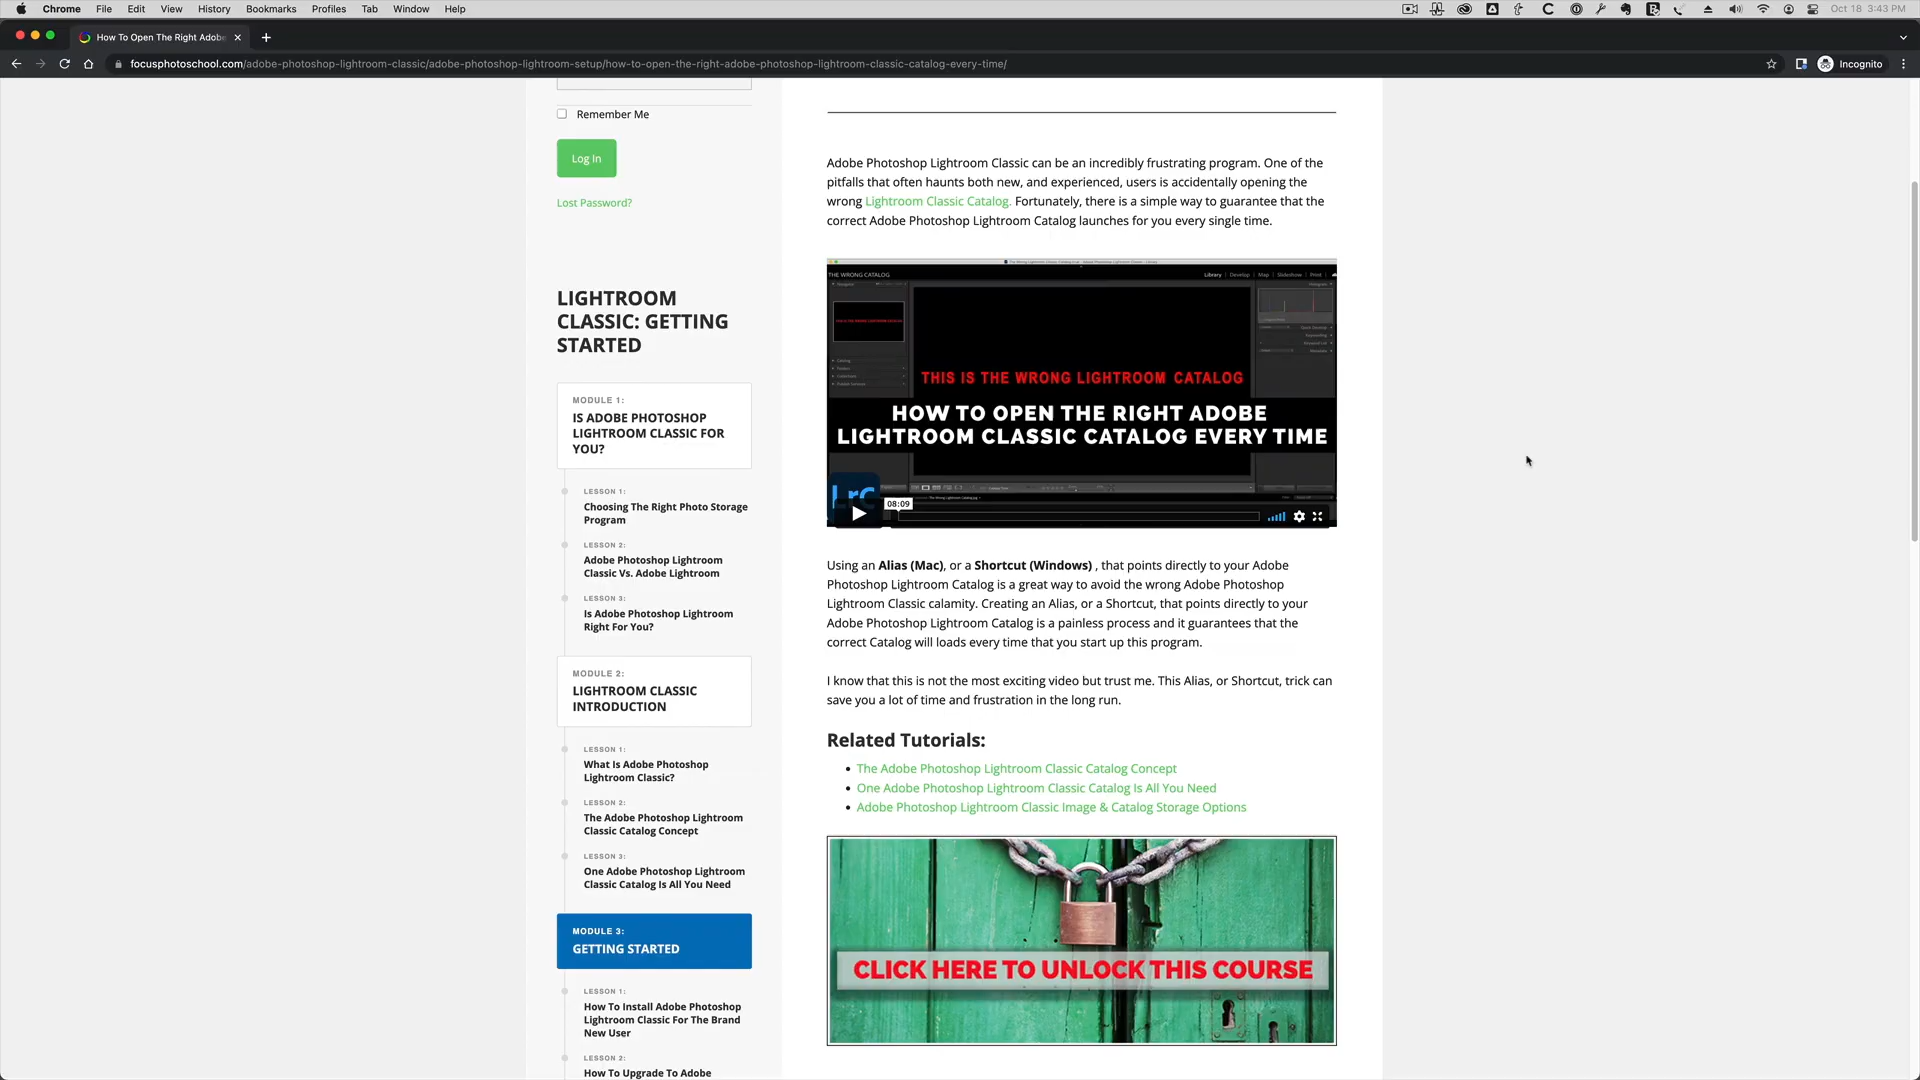 Chrome File Edit View History Bookmarks Profiles Tab Window Help
Oct 18 3:43 PM
How To Open The Right Adobe
focusphotoschool.com/adobe-photoshop-lightroom-classic/adobe-photoshop-lightroom-setup/how-to-open-the-right-adobe-photoshop-lightroom-classic-catalog-every-time/
Incognito
Remember Me
Log In
Lost Password?
LIGHTROOM
CLASSIC: GETTING
STARTED
MODULE 1:
IS ADOBE PHOTOSHOP
LIGHTROOM CLASSIC FOR
YOU?
LESSON 1:
Choosing The Right Photo Storage
Program
LESSON 2:
Adobe Photoshop Lightroom
Classic Vs. Adobe Lightroom
LESSON 3:
Is Adobe Photoshop Lightroom
Right For You?
MODULE 2:
LIGHTROOM CLASSIC
INTRODUCTION
LESSON 1:
What Is Adobe Photoshop
Lightroom Classic?
LESSON 2:
The Adobe Photoshop Lightroom
Classic Catalog Concept
LESSON 3:
One Adobe Photoshop Lightroom
Classic Catalog Is All You Need
MODULE 3:
GETTING STARTED
LESSON 1:
How To Install Adobe Photoshop
Lightroom Classic For The Brand
New User
LESSON 2:
How To Upgrade To Adobe
Adobe Photoshop Lightroom Classic can be an incredibly frustrating program. One of the
pitfalls that often haunts both new, and experienced, users is accidentally opening the
wrong Lightroom Classic Catalog. Fortunately, there is a simple way to guarantee that the
correct Adobe Photoshop Lightroom Catalog launches for you every single time.
THE WRONG CATALOG
Library | Develop | Map | Slideshow | Print |
THIS IS THE WRONG LIGHTROOM CATALOG
HOW TO OPEN THE RIGHT ADOBE
LIGHTROOM CLASSIC CATALOG EVERY TIME
LrC
08:09
Using an Alias (Mac), or a Shortcut (Windows) , that points directly to your Adobe
Photoshop Lightroom Catalog is a great way to avoid the wrong Adobe Photoshop
Lightroom Classic calamity. Creating an Alias, or a Shortcut, that points directly to your
Adobe Photoshop Lightroom Catalog is a painless process and it guarantees that the
correct Catalog will loads every time that you start up this program.
I know that this is not the most exciting video but trust me. This Alias, or Shortcut, trick can
save you a lot of time and frustration in the long run.
Related Tutorials:
The Adobe Photoshop Lightroom Classic Catalog Concept
One Adobe Photoshop Lightroom Classic Catalog Is All You Need
Adobe Photoshop Lightroom Classic Image & Catalog Storage Options
CLICK HERE TO UNLOCK THIS COURSE